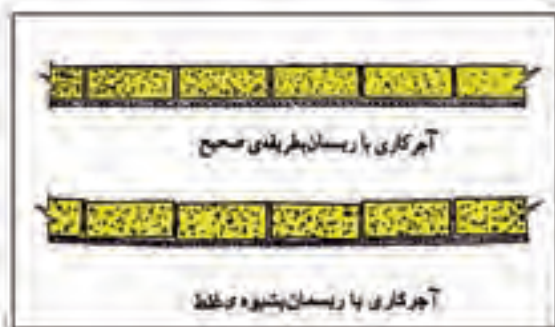 آجرکاری با ریسمان بطریقه‌ی صحیح
آجرکاری با ریسمان بشیوه‌ی غلط